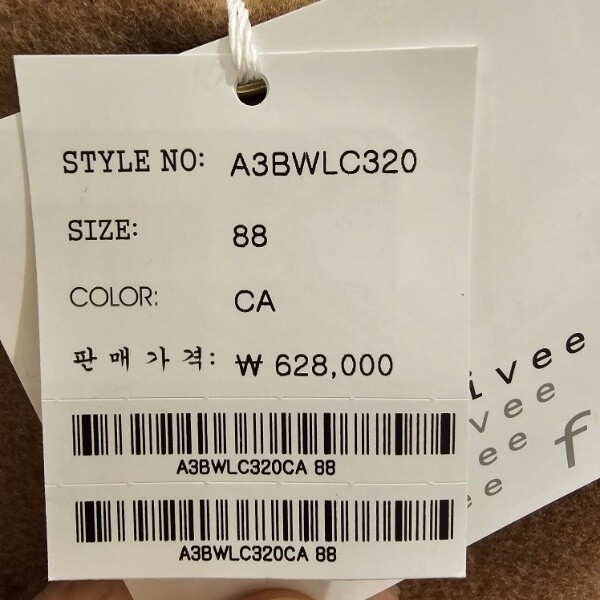 STYLE NO: A3BWLC320
SIZE: 88
COLOR: CA
판매가격: ₩ 628,000
A3BWLC320CA 88
A3BWLC320CA 88
ivee
vee
ee
e
f